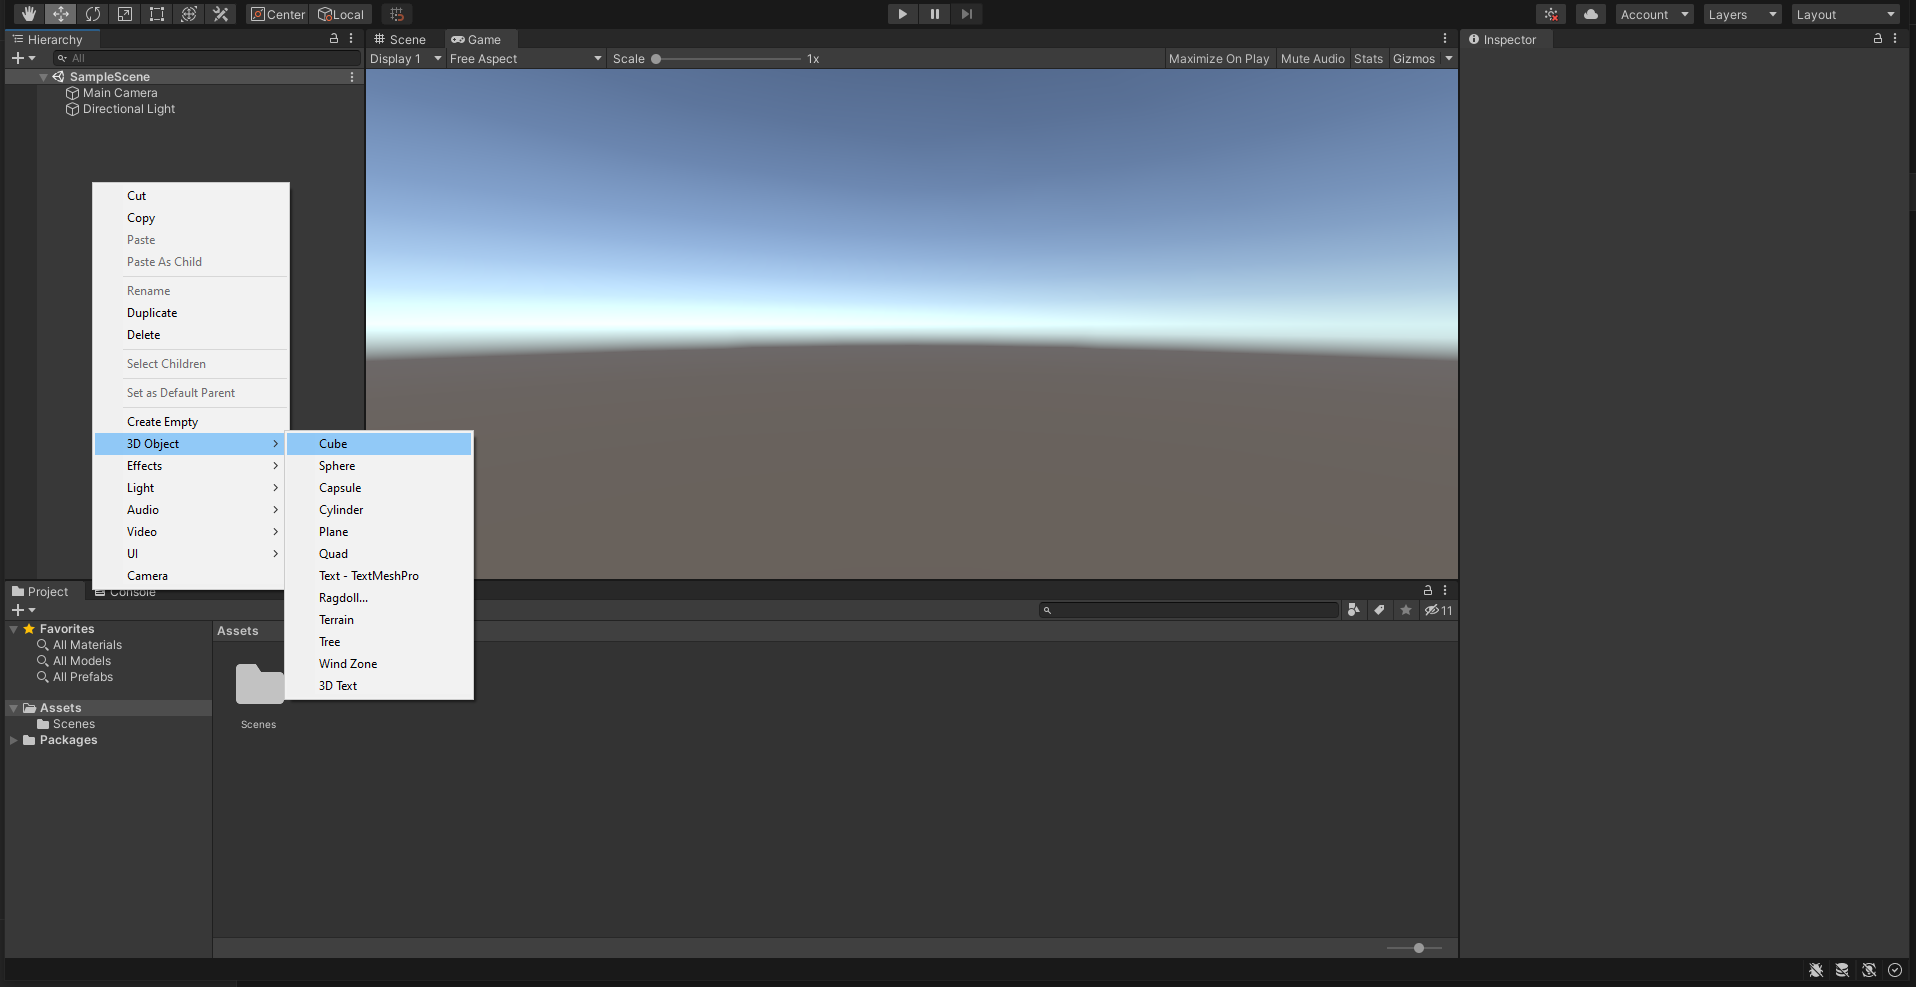 Center Local Account Layers Layout
Hierarchy
All
SampleScene
Main Camera
Directional Light
Cut
Copy
Paste
Paste As Child
Rename
Duplicate
Delete
Select Children
Set as Default Parent
Create Empty
3D Object
Effects
Light
Audio
Video
UI
Camera
Cube
Sphere
Capsule
Cylinder
Plane
Quad
Text - TextMeshPro
Ragdoll...
Terrain
Tree
Wind Zone
3D Text
Scene Game
Display 1 Free Aspect Scale 1x Maximize On Play Mute Audio Stats Gizmos
Inspector
Project Console
11
Favorites
All Materials
All Models
All Prefabs
Assets
Scenes
Packages
Assets
Scenes